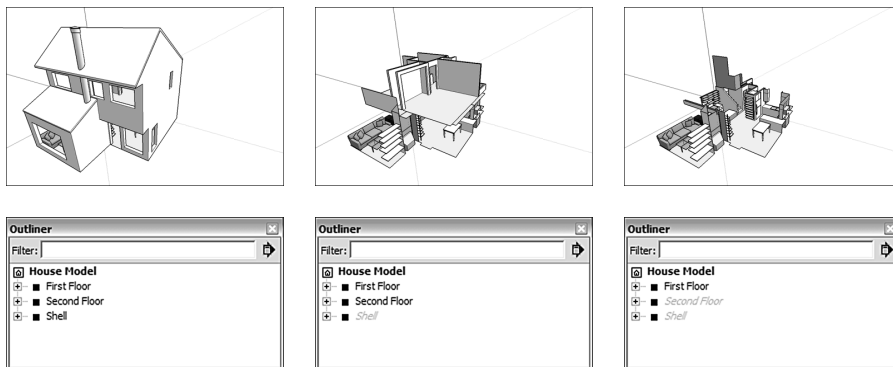 Outliner
Filter:
House Model
First Floor
Second Floor
Shell
Outliner
Filter:
House Model
First Floor
Second Floor
Shell
Outliner
Filter:
House Model
First Floor
Second Floor
Shell